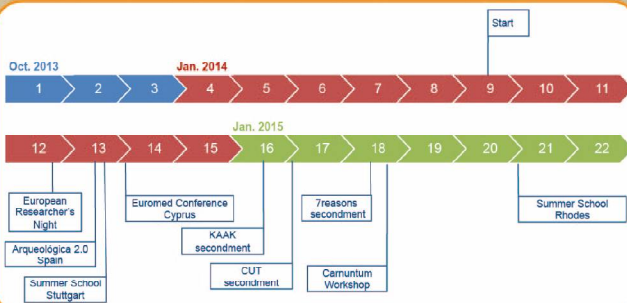 Start
Oct. 2013
Jan. 2014
1 2 3 4 5 6 7 8 9 10 11
Jan. 2015
12 13 14 15 16 17 18 19 20 21 22
European
Researcher's
Night
Arqueológica 2.0
Spain
Summer School
Stuttgart
Euromed Conference
Cyprus
KAAK
secondment
CUT
secondment
7reasons
secondment
Carnuntum
Workshop
Summer School
Rhodes